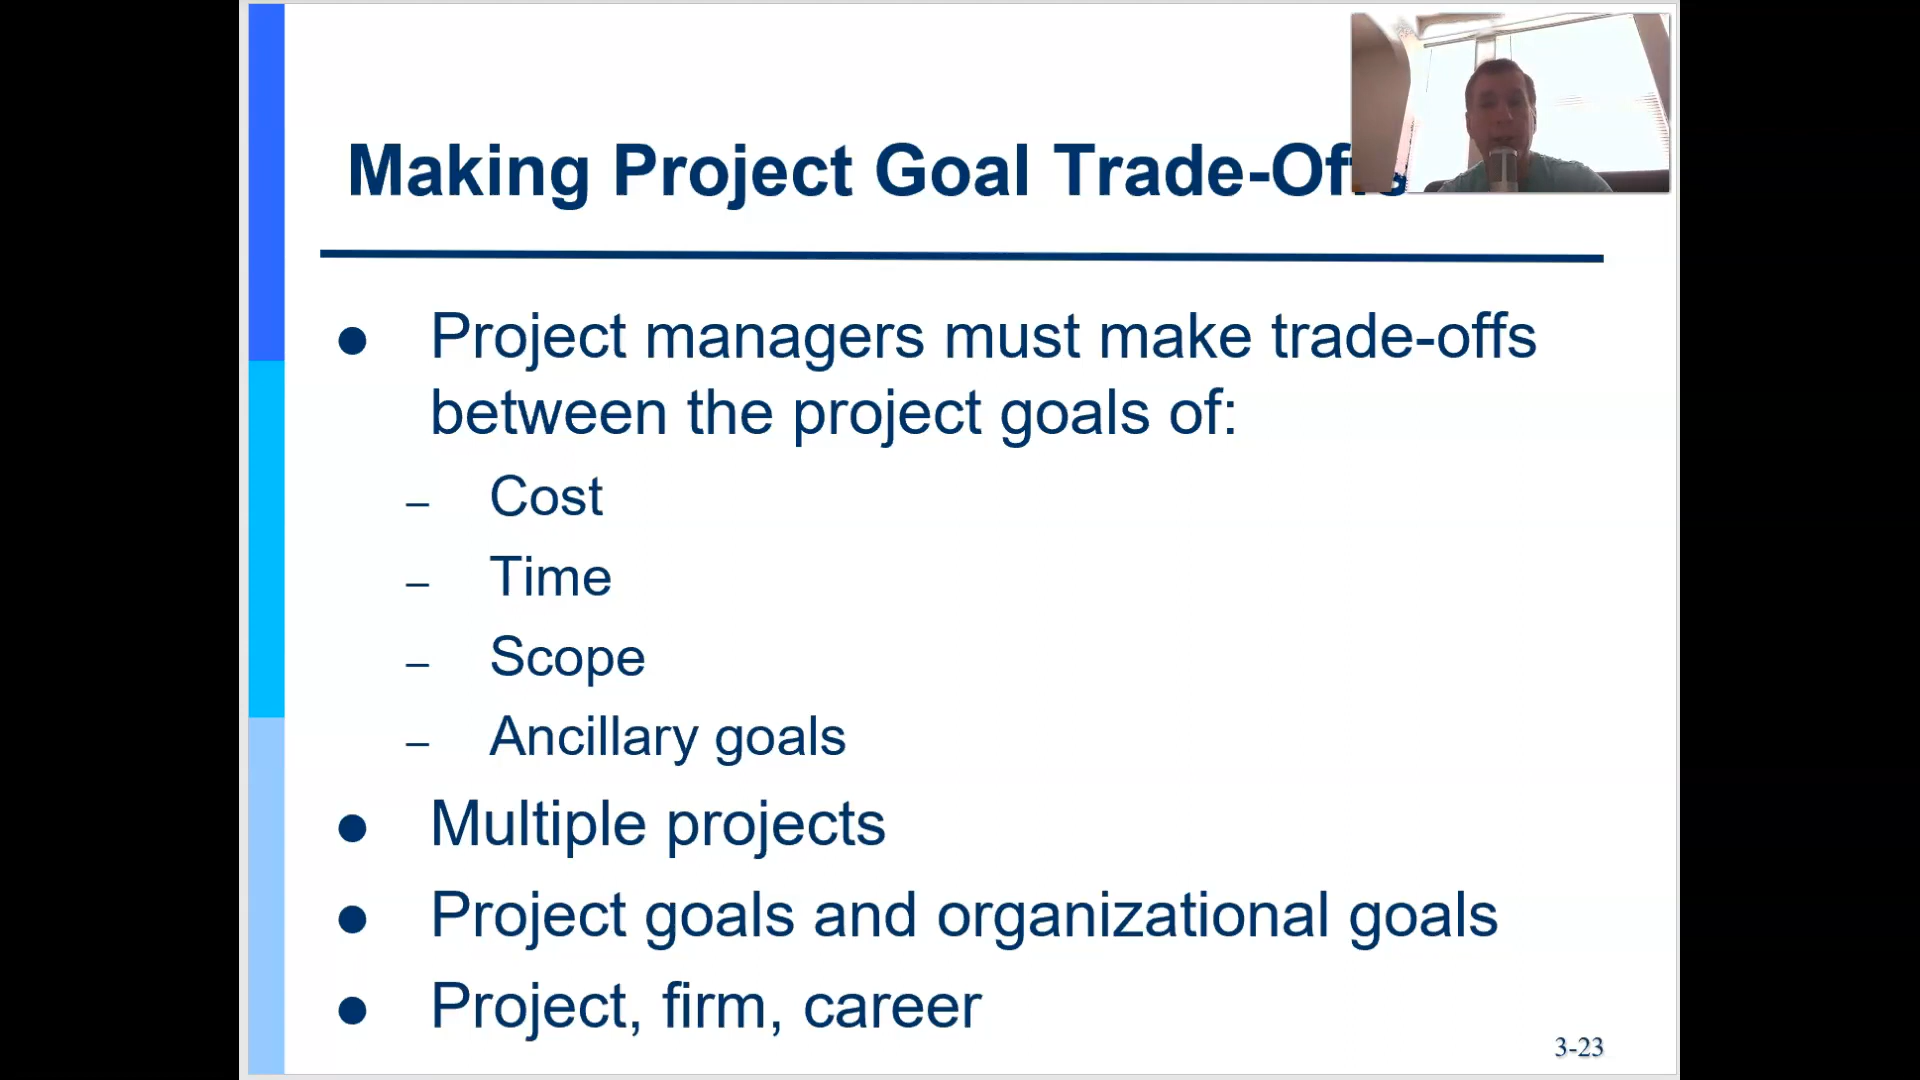 Making Project Goal Trade-Offs
● Project managers must make trade-offs
between the project goals of:
– Cost
– Time
– Scope
– Ancillary goals
● Multiple projects
● Project goals and organizational goals
● Project, firm, career
3-23